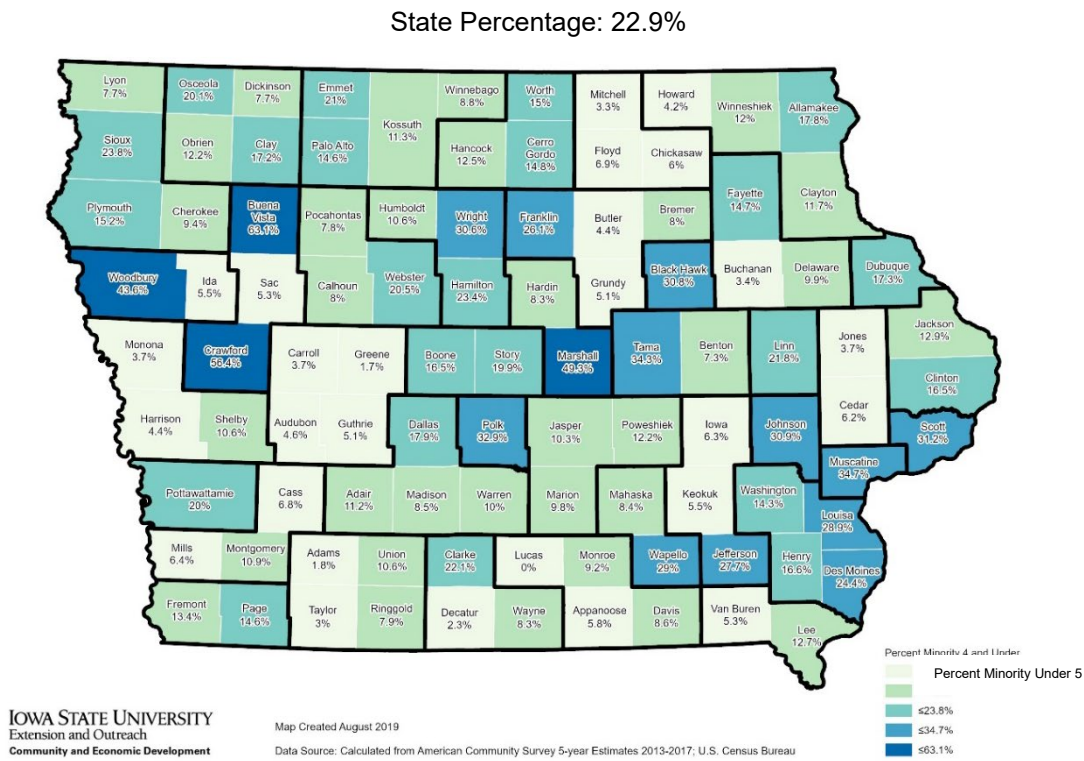 State Percentage: 22.9%
Lyon
7.7%
Osceola
20.1%
Dickinson
7.7%
Emmet
21%
Kossuth
11.3%
Winnebago
8.8%
Worth
15%
Mitchell
3.3%
Howard
4.2%
Winneshiek
12%
Allamakee
17.8%
Sioux
23.8%
Obrien
12.2%
Clay
17.2%
Palo Alto
14.6%
Hancock
12.5%
Cerro
Gordo
14.8%
Floyd
6.9%
Chickasaw
6%
Fayette
14.7%
Clayton
11.7%
Plymouth
15.2%
Cherokee
9.4%
Buena
Vista
63.1%
Pocahontas
7.8%
Humboldt
10.6%
Wright
30.6%
Franklin
26.1%
Butler
4.4%
Bremer
8%
Woodbury
43.6%
Ida
5.5%
Sac
5.3%
Calhoun
8%
Webster
20.5%
Hamilton
23.4%
Hardin
8.3%
Grundy
5.1%
Black Hawk
30.8%
Buchanan
3.4%
Delaware
9.9%
Dubuque
17.3%
Monona
3.7%
Crawford
56.4%
Carroll
3.7%
Greene
1.7%
Boone
16.5%
Story
19.9%
Marshall
49.3%
Tama
34.3%
Benton
7.3%
Linn
21.8%
Jones
3.7%
Jackson
12.9%
Clinton
16.5%
Harrison
4.4%
Shelby
10.6%
Audubon
4.6%
Guthrie
5.1%
Dallas
17.9%
Polk
32.9%
Jasper
10.3%
Poweshiek
12.2%
Iowa
6.3%
Johnson
30.9%
Cedar
6.2%
Scott
31.2%
Muscatine
34.7%
Pottawattamie
20%
Cass
6.8%
Adair
11.2%
Madison
8.5%
Warren
10%
Marion
9.8%
Mahaska
8.4%
Keokuk
5.5%
Washington
14.3%
Louisa
28.9%
Mills
6.4%
Montgomery
10.9%
Adams
1.8%
Union
10.6%
Clarke
22.1%
Lucas
0%
Monroe
9.2%
Wapello
29%
Jefferson
27.7%
Henry
16.6%
Des Moines
24.4%
Fremont
13.4%
Page
14.6%
Taylor
3%
Ringgold
7.9%
Decatur
2.3%
Wayne
8.3%
Appanoose
5.8%
Davis
8.6%
Van Buren
5.3%
Lee
12.7%
Percent Minority 4 and Under
Percent Minority Under 5
≤23.8%
≤34.7%
≤63.1%
IOWA STATE UNIVERSITY
Extension and Outreach
Community and Economic Development
Map Created August 2019
Data Source: Calculated from American Community Survey 5-year Estimates 2013-2017; U.S. Census Bureau